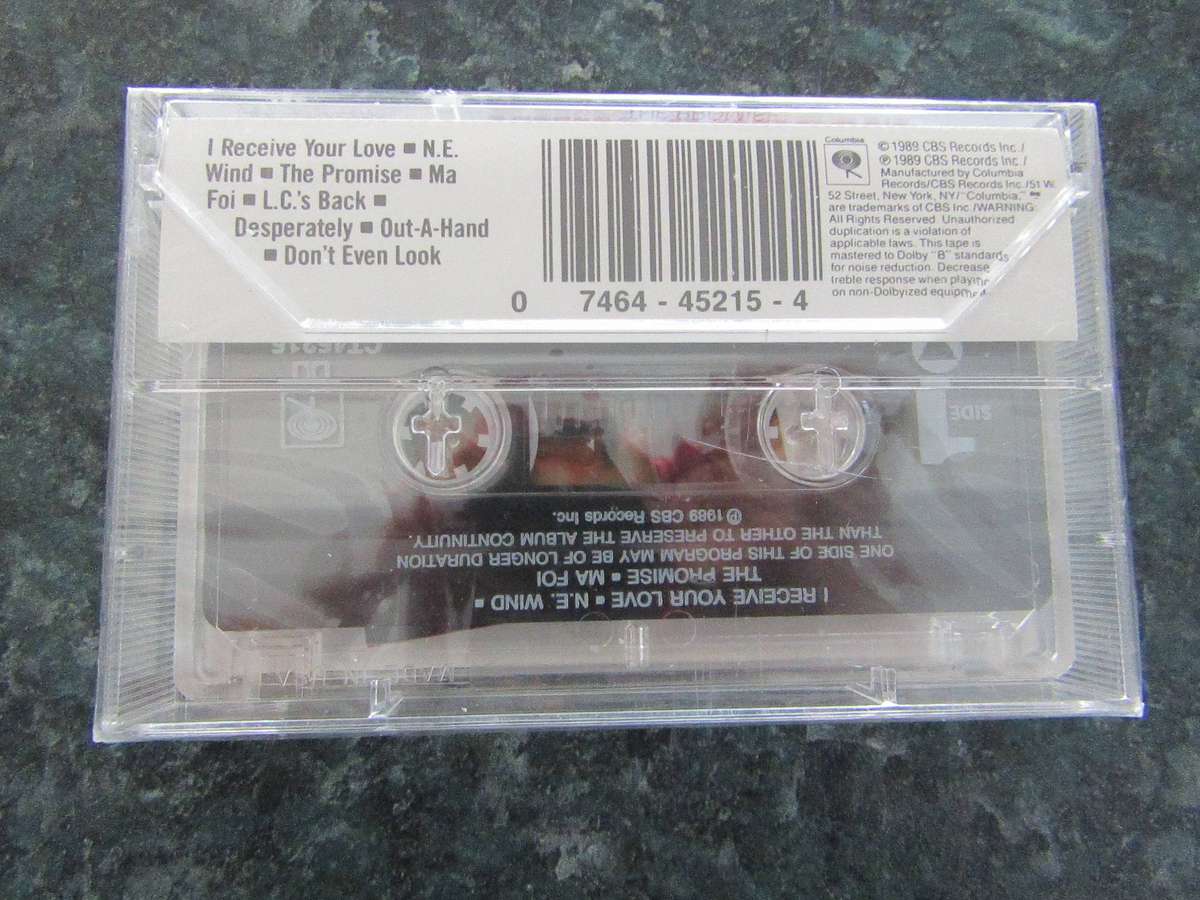 I Receive Your Love ▪ N.E.
Wind ▪ The Promise ▪ Ma
Foi ▪ L.C.'s Back ▪
Desperately ▪ Out-A-Hand
▪ Don't Even Look
0 7464 - 45215 - 4
Columbia
© 1989 CBS Records Inc./
℗ 1989 CBS Records Inc./
Manufactured by Columbia
Records/CBS Records Inc./51 W.
52 Street, New York, NY/"Columbia,"
are trademarks of CBS Inc./WARNING:
All Rights Reserved. Unauthorized
duplication is a violation of
applicable laws. This tape is
mastered to Dolby "B" standards
for noise reduction. Decrease
treble response when playing
on non-Dolbyized equipment.
SIDE
1
I RECEIVE YOUR LOVE ▪ N.E. WIND ▪
THE PROMISE ▪ MA FOI
ONE SIDE OF THIS PROGRAM MAY BE OF LONGER DURATION
THAN THE OTHER TO PRESERVE THE ALBUM CONTINUITY.
℗ 1989 CBS Records Inc.